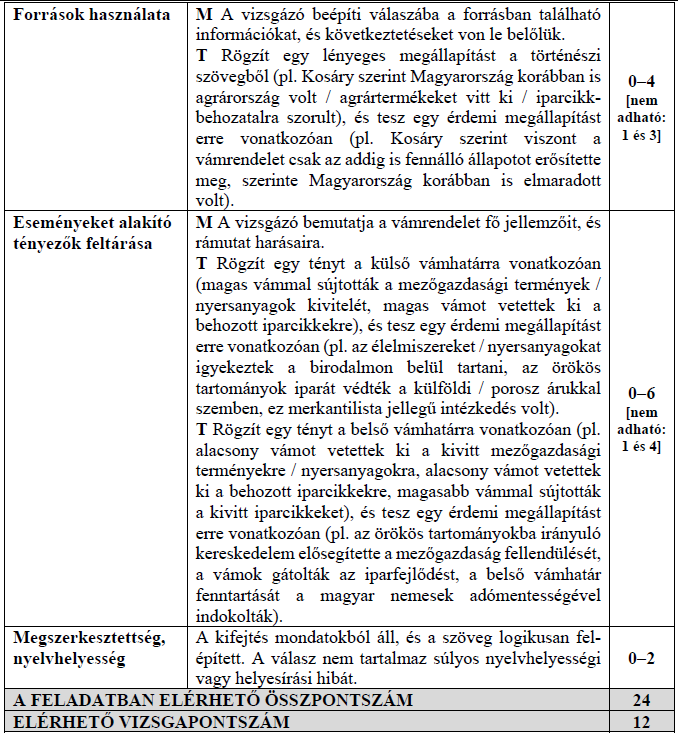 Források használata
M A vizsgázó beépíti válaszába a forrásban található
információkat, és következtetéseket von le belőlük.
T Rögzít egy lényeges megállapítást a történészi
szövegből (pl. Kosáry szerint Magyarország korábban is
agrárország volt / agrártermékeket vitt ki / iparcikk-
behozatalra szorult), és tesz egy érdemi megállapítást
erre vonatkozóan (pl. Kosáry szerint viszont a
vámrendelet csak az addig is fennálló állapotot erősítette
meg, szerinte Magyarország korábban is elmaradott
volt).
0–4
[nem
adható:
1 és 3]
Eseményeket alakító
tényezők feltárása
M A vizsgázó bemutatja a vámrendelet fő jellemzőit, és
rámutat harásaira.
T Rögzít egy tényt a külső vámhatárra vonatkozóan
(magas vámmal sújtották a mezőgazdasági termények /
nyersanyagok kivitelét, magas vámot vetettek ki a
behozott iparcikkekre), és tesz egy érdemi megállapítást
erre vonatkozóan (pl. az élelmiszereket / nyersanyagokat
igyekeztek a birodalmon belül tartani, az örökös
tartományok iparát védték a külföldi / porosz árukkal
szemben, ez merkantilista jellegű intézkedés volt).
T Rögzít egy tényt a belső vámhatárra vonatkozóan (pl.
alacsony vámot vetettek ki a kivitt mezőgazdasági
terményekre / nyersanyagokra, alacsony vámot vetettek
ki a behozott iparcikkekre, magasabb vámmal sújtották
a kivitt iparcikkeket), és tesz egy érdemi megállapítást
erre vonatkozóan (pl. az örökös tartományokba irányuló
kereskedelem elősegítette a mezőgazdaság fellendülését,
a vámok gátolták az iparfejlődést, a belső vámhatár
fenntartását a magyar nemesek adómentességével
indokolták).
0–6
[nem
adható:
1 és 4]
Megszerkesztettség,
nyelvhelyesség
A kifejtés mondatokból áll, és a szöveg logikusan fel-
épített. A válasz nem tartalmaz súlyos nyelvhelyességi
vagy helyesírási hibát.
0–2
A FELADATBAN ELÉRHETŐ ÖSSZPONTSZÁM 24
ELÉRHETŐ VIZSGAPONTSZÁM 12